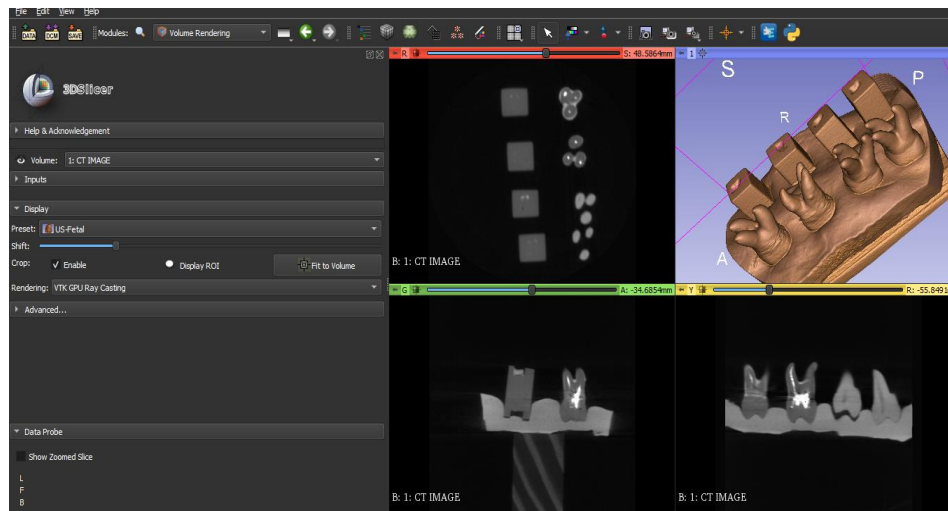 File Edit View Help
DATA DCM SAVE Modules: Volume Rendering
3DSlicer
Help & Acknowledgement
Volume: 1: CT IMAGE
Inputs
Display
Preset: US-Fetal
Shift:
Crop: ✓ Enable Display ROI Fit to Volume
Rendering: VTK GPU Ray Casting
Advanced...
Data Probe
Show Zoomed Slice
L
F
B
R S: 48.5864mm
B: 1: CT IMAGE
1
S
P
R
A
G A: -34.6854mm
B: 1: CT IMAGE
Y R: -55.8491
B: 1: CT IMAGE